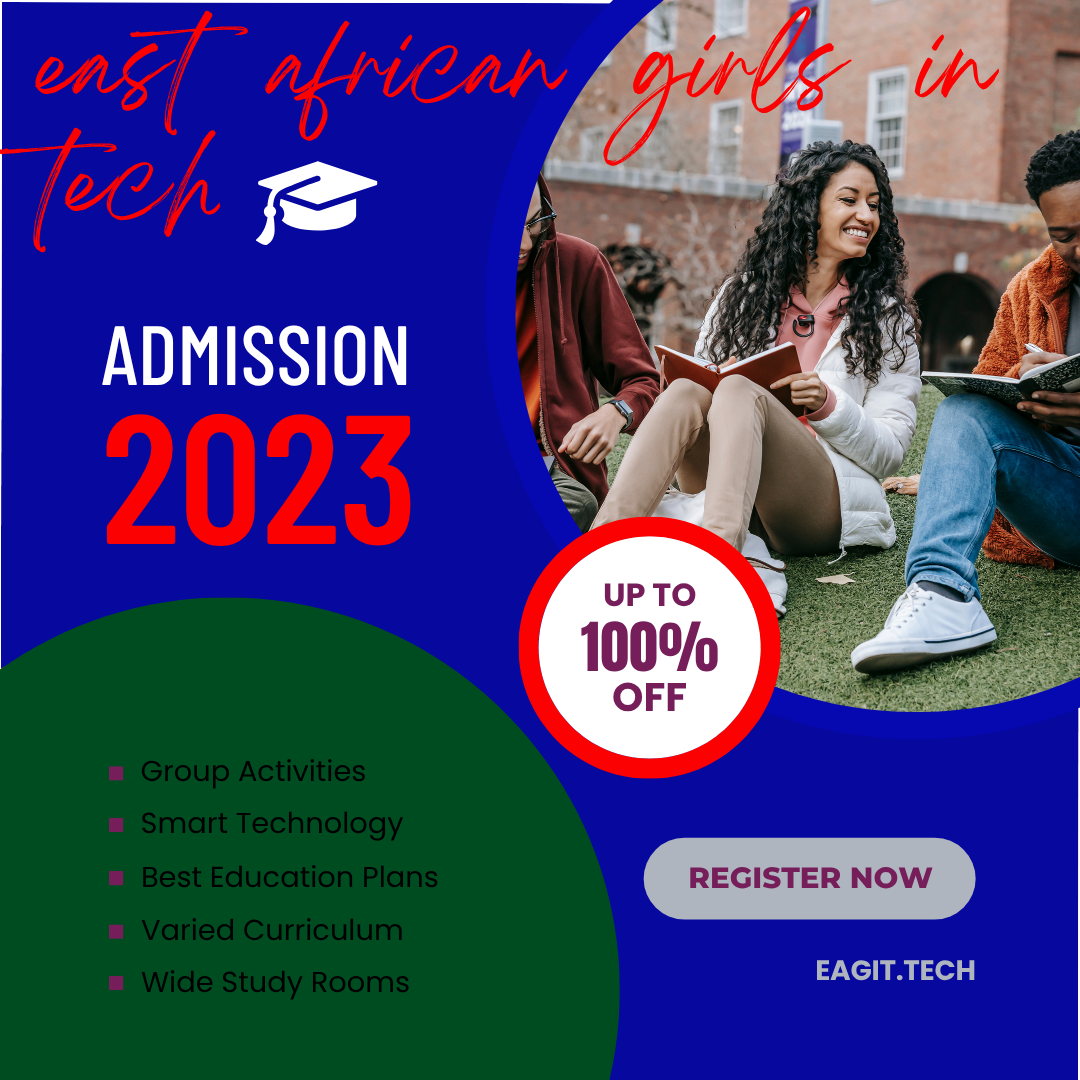 east african girls in
tech
ADMISSION
2023
UP TO
100%
OFF
Group Activities
Smart Technology
Best Education Plans
Varied Curriculum
Wide Study Rooms
REGISTER NOW
EAGIT.TECH